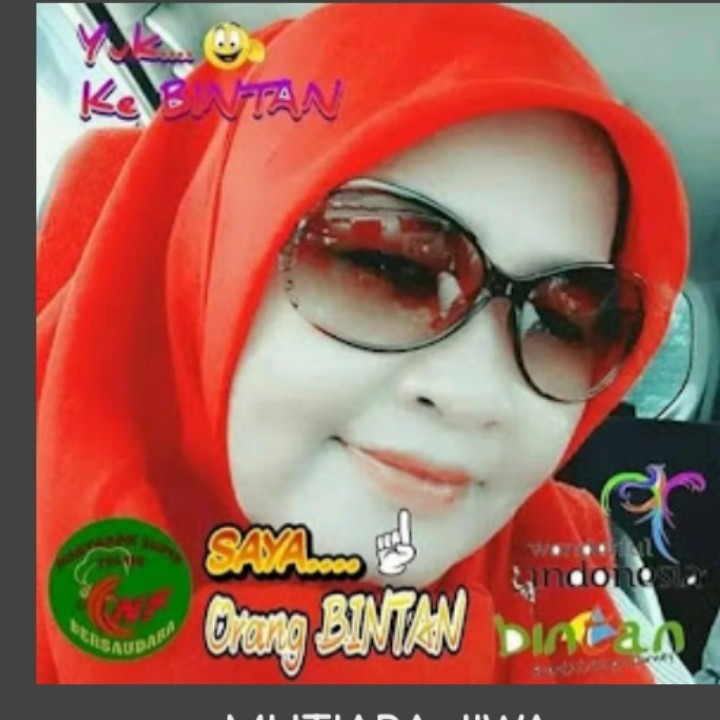 Yuk....
Ke BINTAN
SAYA....
Orang BINTAN
BERSAUDARA
wonderful
indonesia
bintan